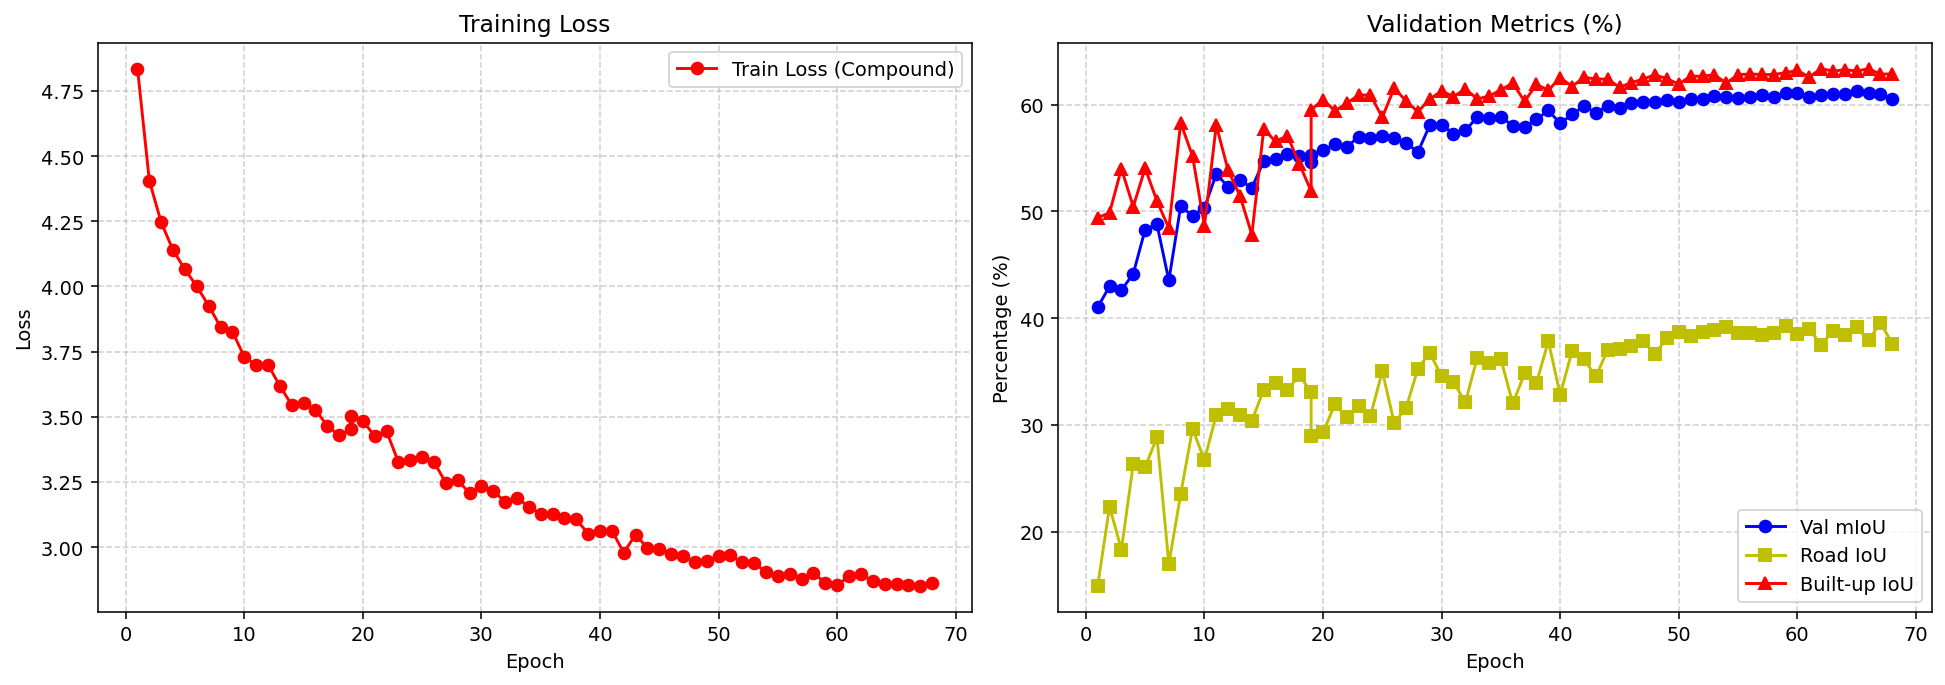 Training Loss
Train Loss (Compound)
4.75
4.50
4.25
4.00
3.75
3.50
3.25
3.00
Loss
0 10 20 30 40 50 60 70
Epoch
Validation Metrics (%)
60
50
40
30
20
Percentage (%)
Val mIoU
Road IoU
Built-up IoU
0 10 20 30 40 50 60 70
Epoch